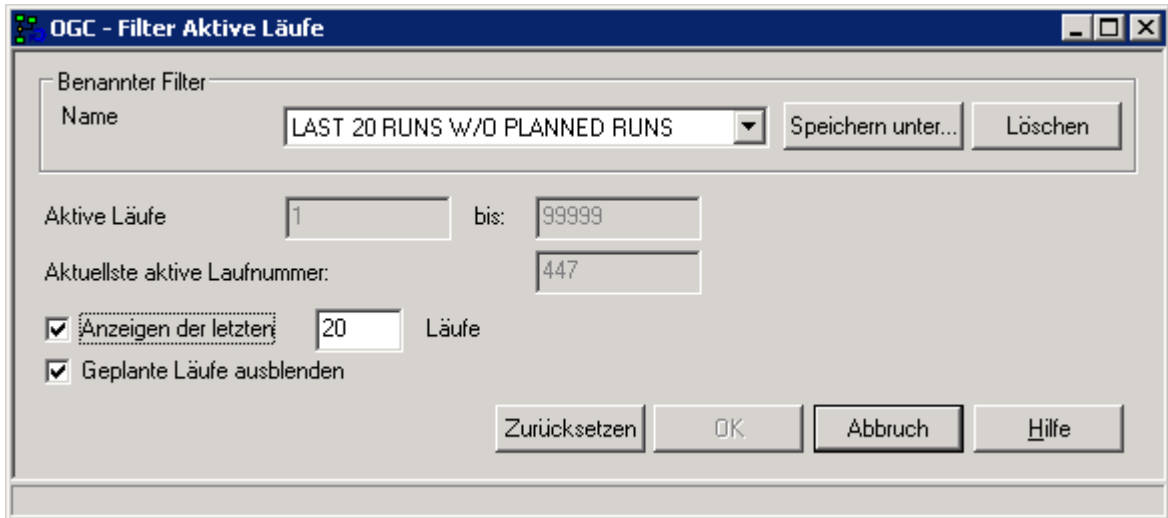 OGC - Filter Aktive Läufe
Benannter Filter
Name LAST 20 RUNS W/O PLANNED RUNS Speichern unter... Löschen
Aktive Läufe 1 bis: 99999
Aktuellste aktive Laufnummer: 447
Anzeigen der letzten 20 Läufe
Geplante Läufe ausblenden
Zurücksetzen OK Abbruch Hilfe